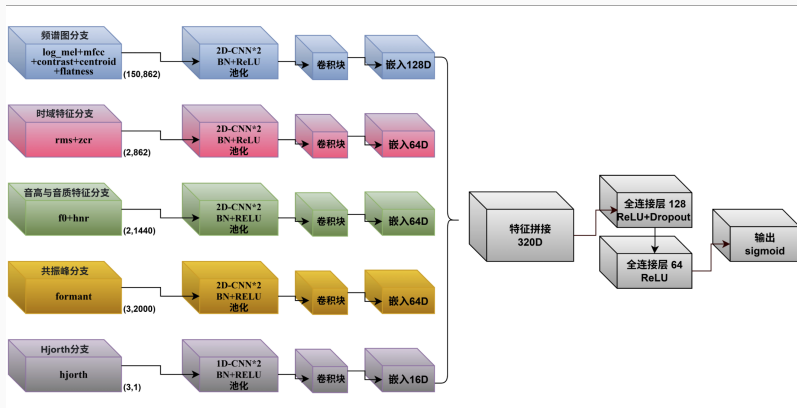 频谱图分支
log_mel+mfcc
+contrast+centroid
+flatness
(150,862)
2D-CNN*2
BN+ReLU
池化
卷积块
嵌入128D
时域特征分支
rms+zcr
(2,862)
2D-CNN*2
BN+ReLU
池化
卷积块
嵌入64D
音高与音质特征分支
f0+hnr
(2,1440)
2D-CNN*2
BN+RELU
池化
卷积块
嵌入64D
共振峰分支
formant
(3,2000)
2D-CNN*2
BN+RELU
池化
卷积块
嵌入64D
Hjorth分支
hjorth
(3,1)
1D-CNN*2
BN+RELU
池化
卷积块
嵌入16D
特征拼接
320D
全连接层 128
ReLU+Dropout
全连接层 64
ReLU
输出
sigmoid